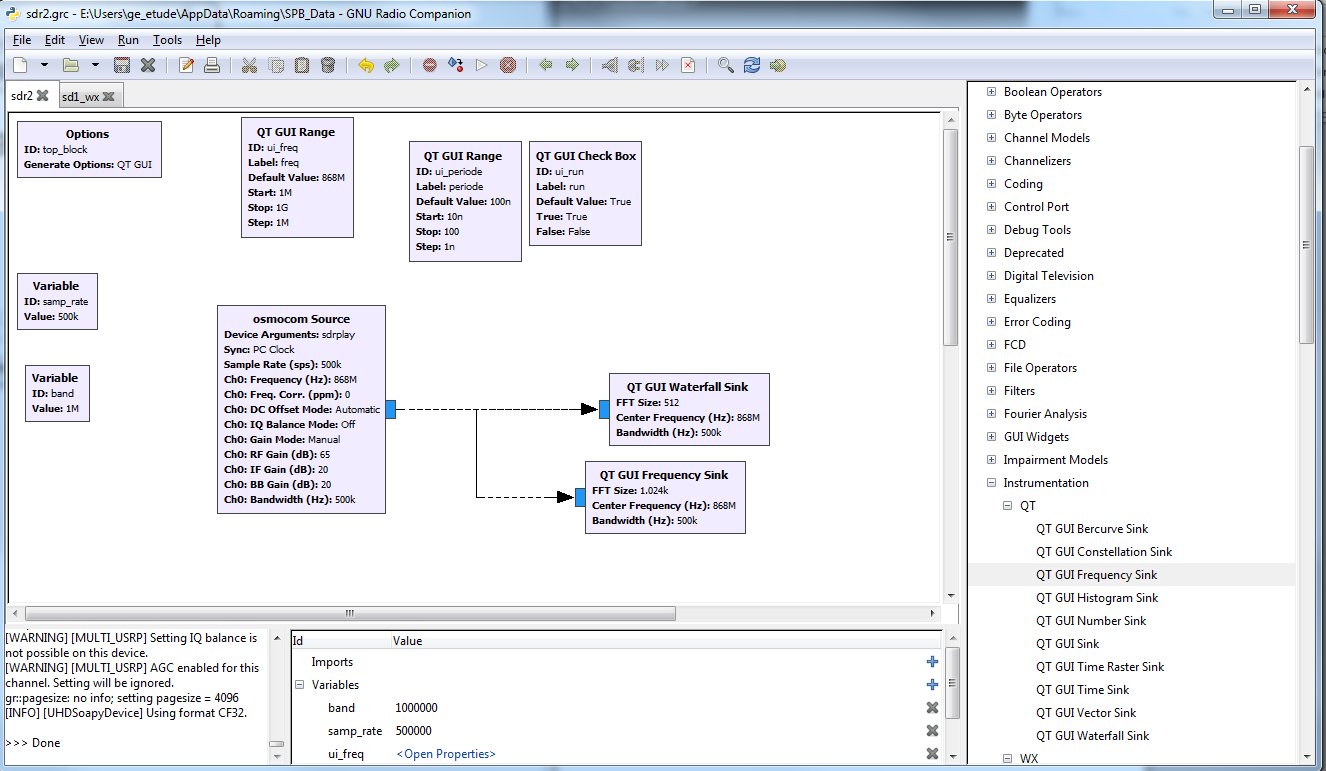 sdr2.grc - E:\Users\ge_etude\AppData\Roaming\SPB_Data - GNU Radio Companion
File Edit View Run Tools Help
sdr2
sd1_wx
Options
ID: top_block
Generate Options: QT GUI
QT GUI Range
ID: ui_freq
Label: freq
Default Value: 868M
Start: 1M
Stop: 1G
Step: 1M
QT GUI Range
ID: ui_periode
Label: periode
Default Value: 100n
Start: 10n
Stop: 100
Step: 1n
QT GUI Check Box
ID: ui_run
Label: run
Default Value: True
True: True
False: False
Variable
ID: samp_rate
Value: 500k
Variable
ID: band
Value: 1M
osmocom Source
Device Arguments: sdrplay
Sync: PC Clock
Sample Rate (sps): 500k
Ch0: Frequency (Hz): 868M
Ch0: Freq. Corr. (ppm): 0
Ch0: DC Offset Mode: Automatic
Ch0: IQ Balance Mode: Off
Ch0: Gain Mode: Manual
Ch0: RF Gain (dB): 65
Ch0: IF Gain (dB): 20
Ch0: BB Gain (dB): 20
Ch0: Bandwidth (Hz): 500k
QT GUI Waterfall Sink
FFT Size: 512
Center Frequency (Hz): 868M
Bandwidth (Hz): 500k
QT GUI Frequency Sink
FFT Size: 1.024k
Center Frequency (Hz): 868M
Bandwidth (Hz): 500k
Boolean Operators
Byte Operators
Channel Models
Channelizers
Coding
Control Port
Debug Tools
Deprecated
Digital Television
Equalizers
Error Coding
FCD
File Operators
Filters
Fourier Analysis
GUI Widgets
Impairment Models
Instrumentation
QT
QT GUI Bercurve Sink
QT GUI Constellation Sink
QT GUI Frequency Sink
QT GUI Histogram Sink
QT GUI Number Sink
QT GUI Sink
QT GUI Time Raster Sink
QT GUI Time Sink
QT GUI Vector Sink
QT GUI Waterfall Sink
WX
[WARNING] [MULTI_USRP] Setting IQ balance is
not possible on this device.
[WARNING] [MULTI_USRP] AGC enabled for this
channel. Setting will be ignored.
gr::pagesize: no info; setting pagesize = 4096
[INFO] [UHDSoapyDevice] Using format CF32.
>>> Done
Id Value
Imports
Variables
band 1000000
samp_rate 500000
ui_freq <Open Properties>